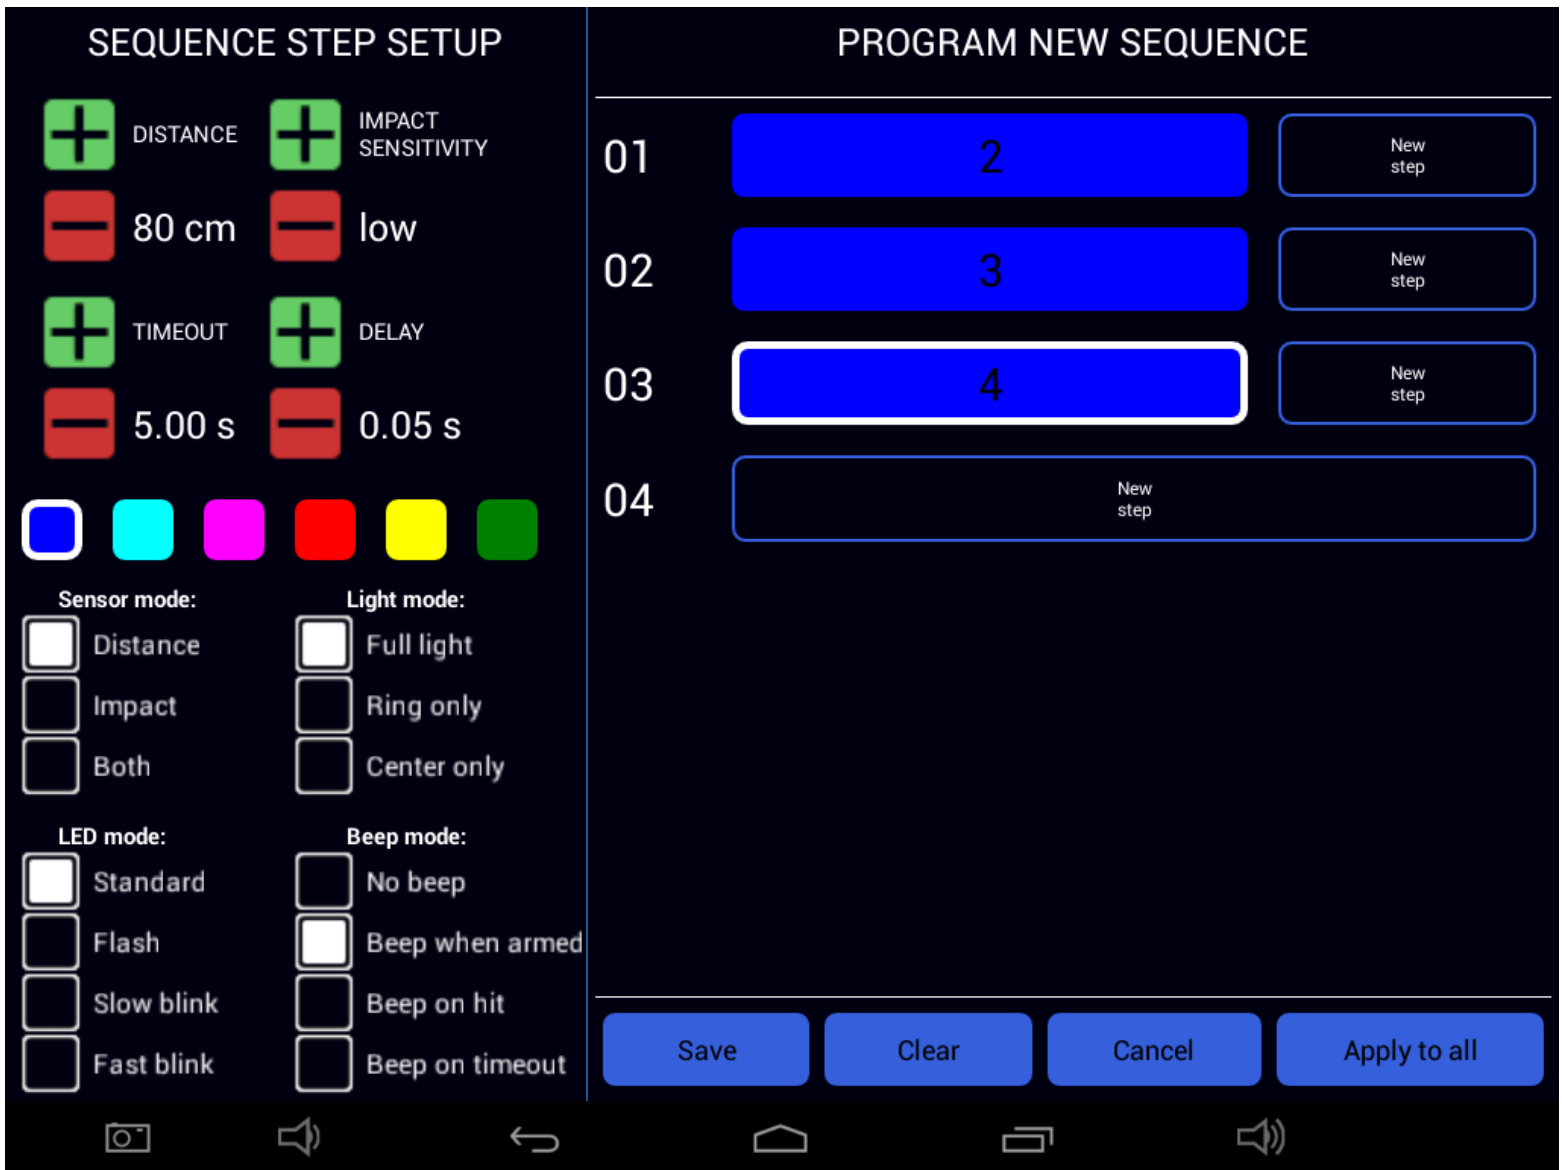 SEQUENCE STEP SETUP
DISTANCE
IMPACT
SENSITIVITY
80 cm
low
TIMEOUT
DELAY
5.00 s
0.05 s
Sensor mode:
Light mode:
Distance
Full light
Impact
Ring only
Both
Center only
LED mode:
Beep mode:
Standard
No beep
Flash
Beep when armed
Slow blink
Beep on hit
Fast blink
Beep on timeout
PROGRAM NEW SEQUENCE
01
2
New
step
02
3
New
step
03
4
New
step
04
New
step
Save
Clear
Cancel
Apply to all